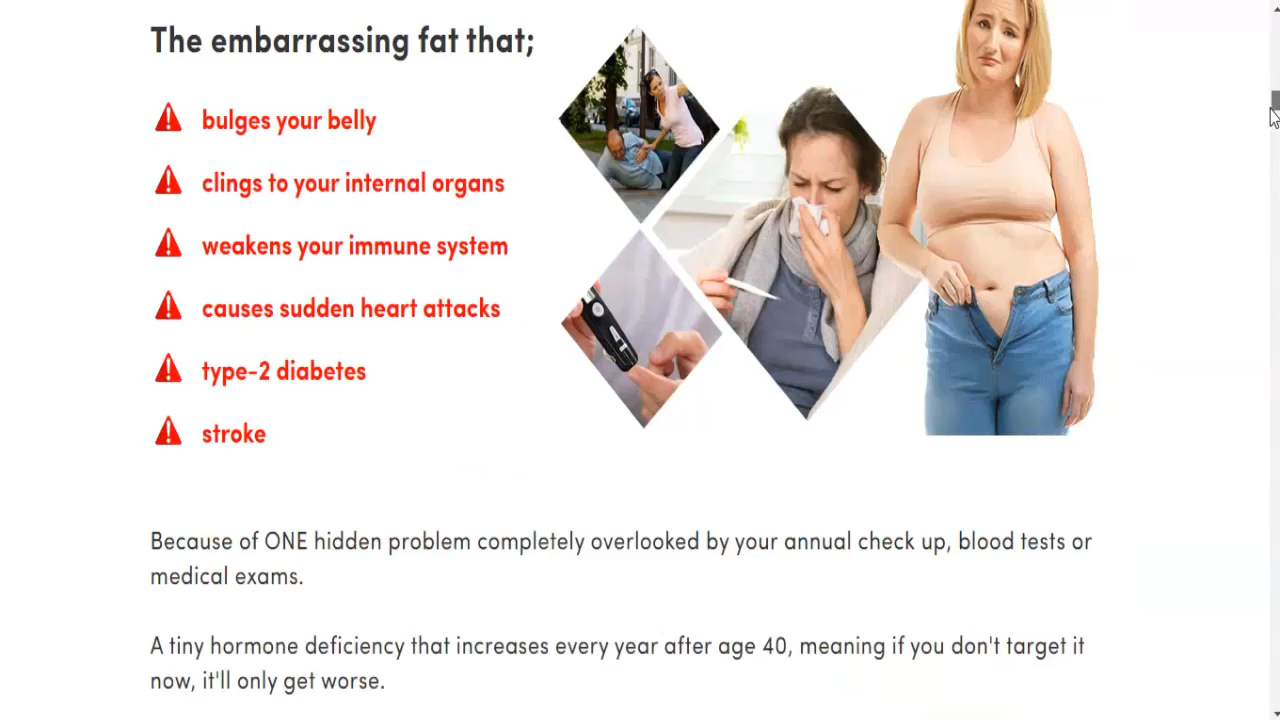 The embarrassing fat that;
bulges your belly
clings to your internal organs
weakens your immune system
causes sudden heart attacks
type-2 diabetes
stroke
Because of ONE hidden problem completely overlooked by your annual check up, blood tests or
medical exams.
A tiny hormone deficiency that increases every year after age 40, meaning if you don't target it
now, it'll only get worse.